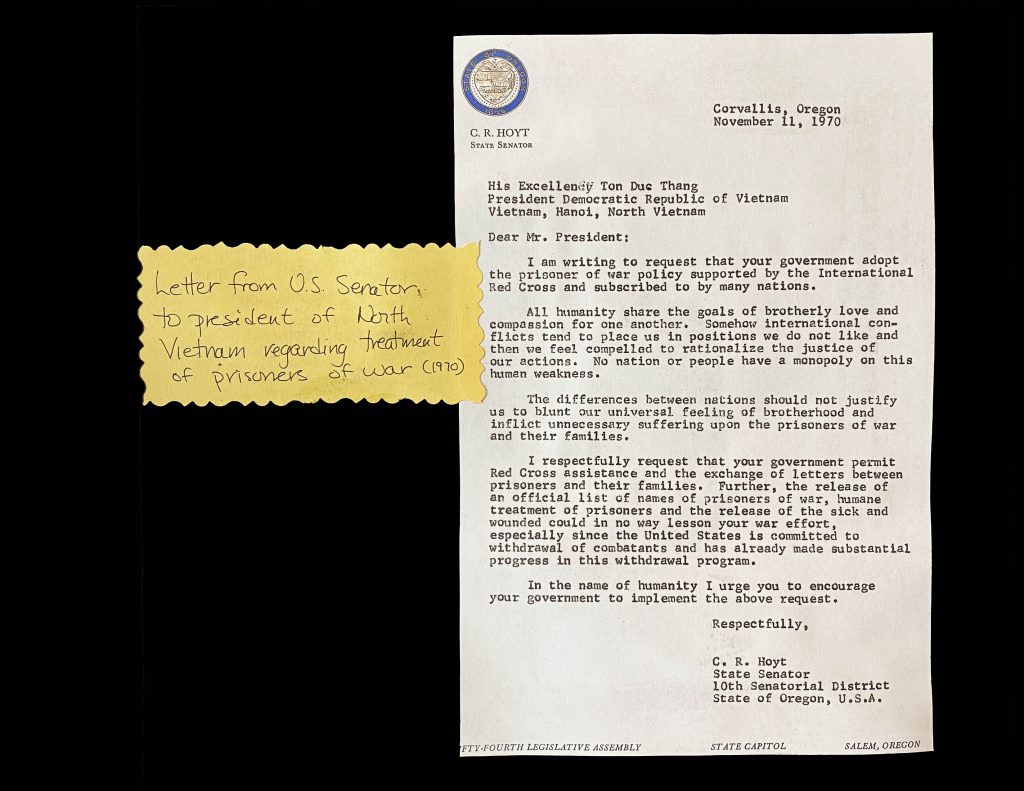 Letter from U.S. Senator
to president of North
Vietnam regarding treatment
of prisoners of war (1970)
STATE OF OREGON
1859
C. R. HOYT
STATE SENATOR
Corvallis, Oregon
November 11, 1970
His Excellency Ton Duc Thang
President Democratic Republic of Vietnam
Vietnam, Hanoi, North Vietnam
Dear Mr. President:
I am writing to request that your government adopt
the prisoner of war policy supported by the International
Red Cross and subscribed to by many nations.
All humanity share the goals of brotherly love and
compassion for one another. Somehow international con-
flicts tend to place us in positions we do not like and
then we feel compelled to rationalize the justice of
our actions. No nation or people have a monopoly on this
human weakness.
The differences between nations should not justify
us to blunt our universal feeling of brotherhood and
inflict unnecessary suffering upon the prisoners of war
and their families.
I respectfully request that your government permit
Red Cross assistance and the exchange of letters between
prisoners and their families. Further, the release of
an official list of names of prisoners of war, humane
treatment of prisoners and the release of the sick and
wounded could in no way lesson your war effort,
especially since the United States is committed to
withdrawal of combatants and has already made substantial
progress in this withdrawal program.
In the name of humanity I urge you to encourage
your government to implement the above request.
Respectfully,
C. R. Hoyt
State Senator
10th Senatorial District
State of Oregon, U.S.A.
FTY-FOURTH LEGISLATIVE ASSEMBLY STATE CAPITOL SALEM, OREGON